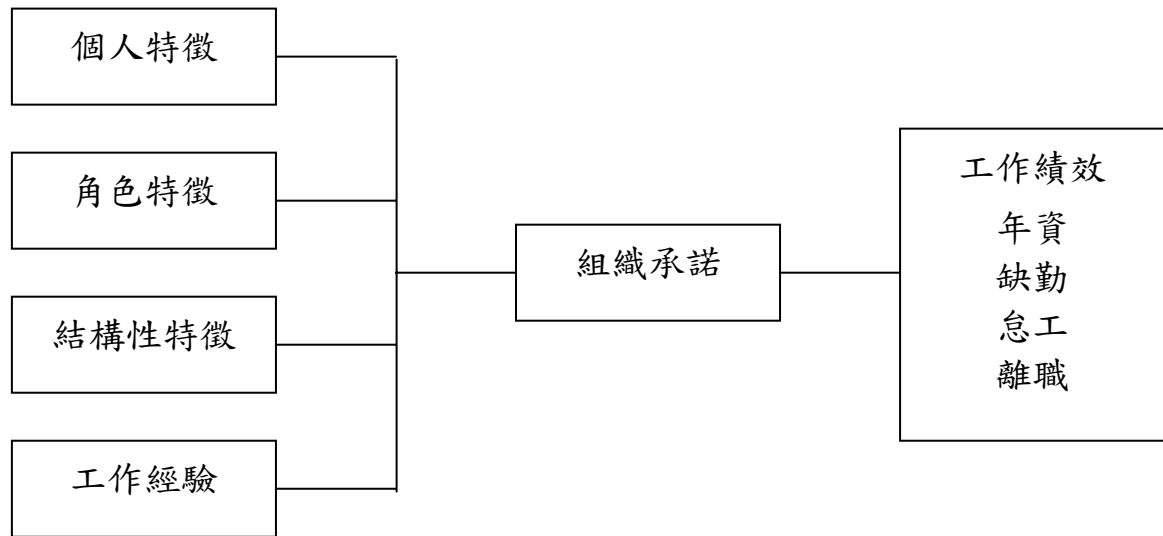 個人特徵
角色特徵
結構性特徵
工作經驗
組織承諾
工作績效
年資
缺勤
怠工
離職